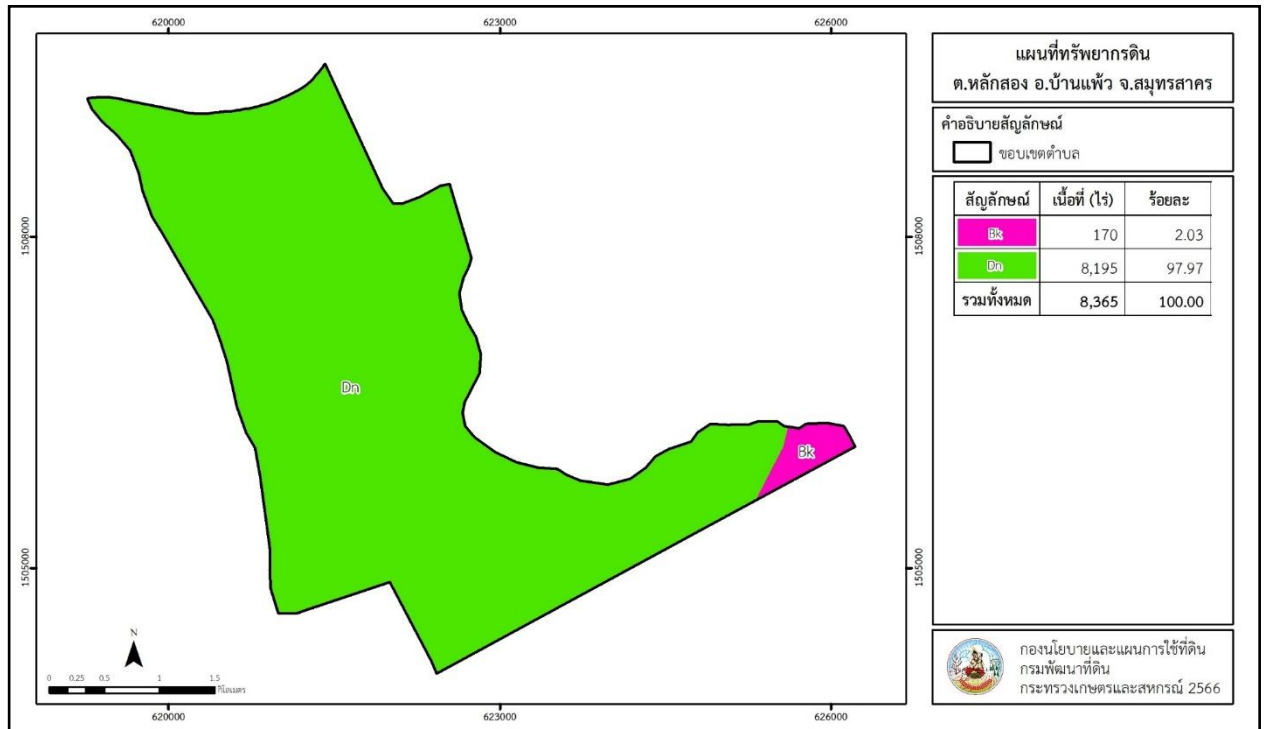 620000 623000 626000
1508000 1508000
1505000 1505000
Dn
Bk
N
0 0.25 0.5 1 1.5
กิโลเมตร
620000 623000 626000
แผนที่ทรัพยากรดิน
ต.หลักสอง อ.บ้านแพ้ว จ.สมุทรสาคร
คำอธิบายสัญลักษณ์
ขอบเขตตำบล
สัญลักษณ์ เนื้อที่ (ไร่) ร้อยละ
Bk 170 2.03
Dn 8,195 97.97
รวมทั้งหมด 8,365 100.00
กองนโยบายและแผนการใช้ที่ดิน
กรมพัฒนาที่ดิน
กระทรวงเกษตรและสหกรณ์ 2566